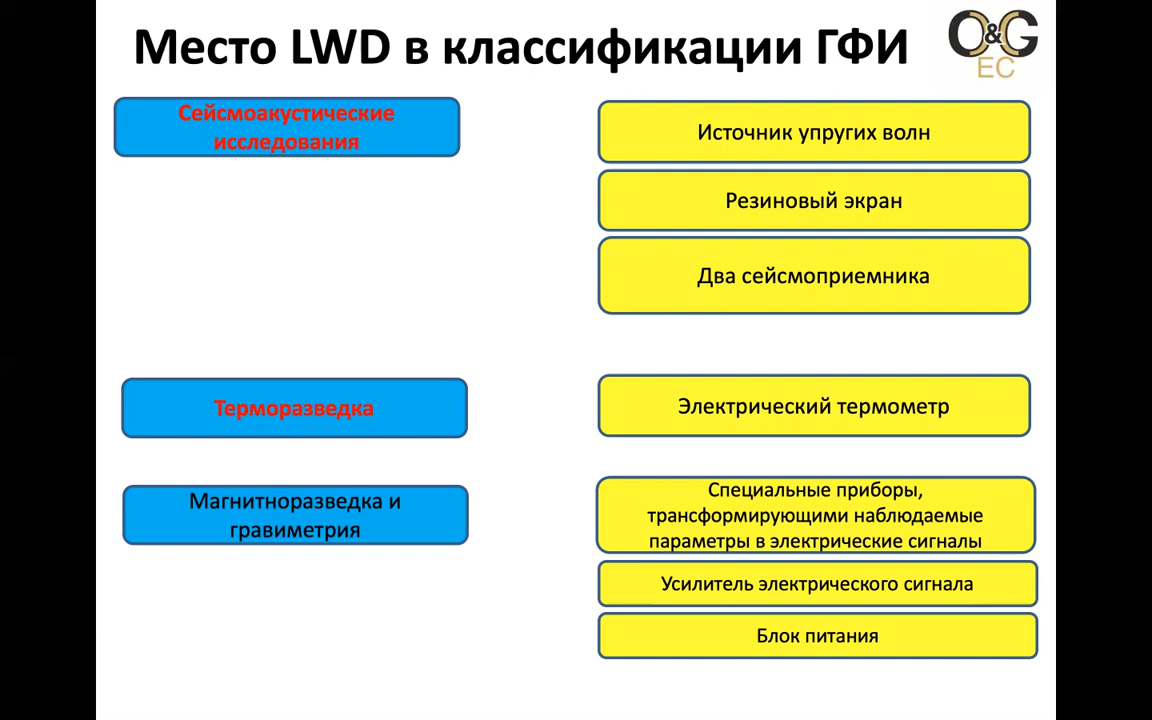 Место LWD в классификации ГФИ
O&G
EC
Сейсмоакустические
исследования
Источник упругих волн
Резиновый экран
Два сейсмоприемника
Терморазведка
Электрический термометр
Магнитноразведка и
гравиметрия
Специальные приборы,
трансформирующими наблюдаемые
параметры в электрические сигналы
Усилитель электрического сигнала
Блок питания